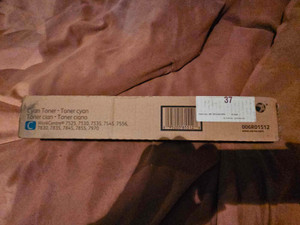 Cyan Toner - Toner cyan
Toner cian - Toner ciano
C
WorkCentre® 7525, 7530, 7535, 7545, 7556,
7830, 7835, 7845, 7855, 7970
37
006R01512